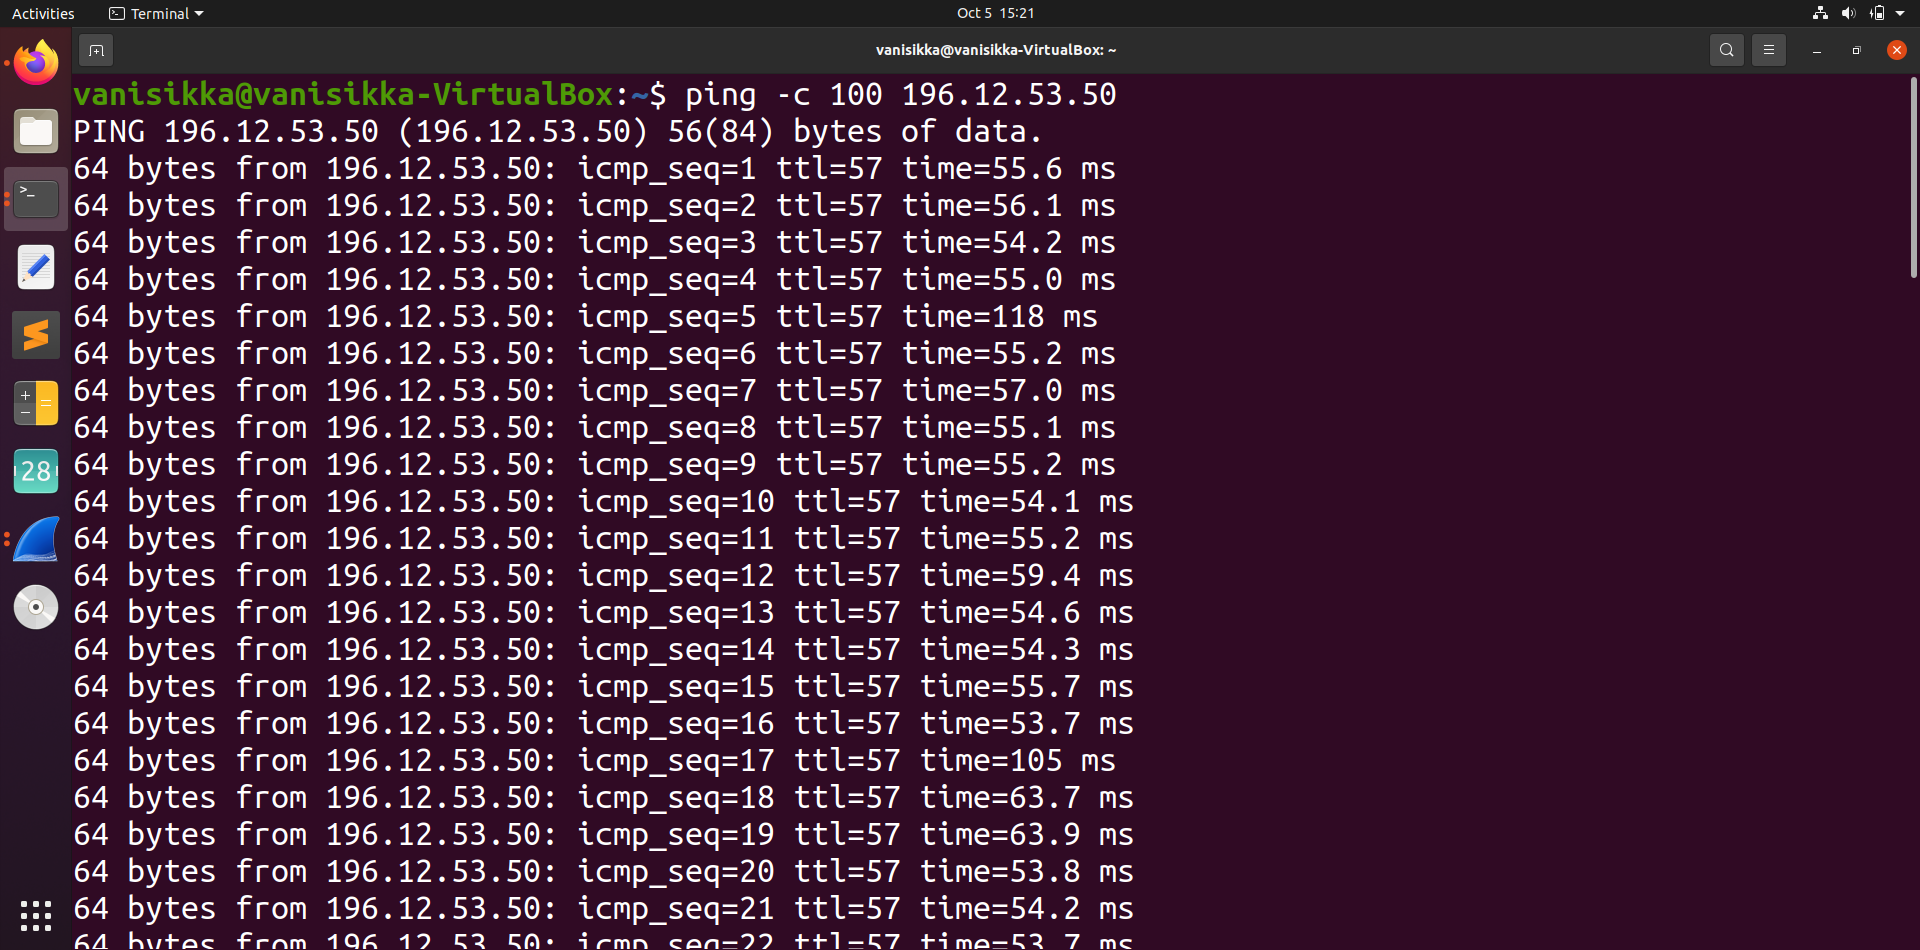 Activities Terminal Oct 5 15:21
vanisikka@vanisikka-VirtualBox: ~
vanisikka@vanisikka-VirtualBox:~$ ping -c 100 196.12.53.50
PING 196.12.53.50 (196.12.53.50) 56(84) bytes of data.
64 bytes from 196.12.53.50: icmp_seq=1 ttl=57 time=55.6 ms
64 bytes from 196.12.53.50: icmp_seq=2 ttl=57 time=56.1 ms
64 bytes from 196.12.53.50: icmp_seq=3 ttl=57 time=54.2 ms
64 bytes from 196.12.53.50: icmp_seq=4 ttl=57 time=55.0 ms
64 bytes from 196.12.53.50: icmp_seq=5 ttl=57 time=118 ms
64 bytes from 196.12.53.50: icmp_seq=6 ttl=57 time=55.2 ms
64 bytes from 196.12.53.50: icmp_seq=7 ttl=57 time=57.0 ms
64 bytes from 196.12.53.50: icmp_seq=8 ttl=57 time=55.1 ms
64 bytes from 196.12.53.50: icmp_seq=9 ttl=57 time=55.2 ms
64 bytes from 196.12.53.50: icmp_seq=10 ttl=57 time=54.1 ms
64 bytes from 196.12.53.50: icmp_seq=11 ttl=57 time=55.2 ms
64 bytes from 196.12.53.50: icmp_seq=12 ttl=57 time=59.4 ms
64 bytes from 196.12.53.50: icmp_seq=13 ttl=57 time=54.6 ms
64 bytes from 196.12.53.50: icmp_seq=14 ttl=57 time=54.3 ms
64 bytes from 196.12.53.50: icmp_seq=15 ttl=57 time=55.7 ms
64 bytes from 196.12.53.50: icmp_seq=16 ttl=57 time=53.7 ms
64 bytes from 196.12.53.50: icmp_seq=17 ttl=57 time=105 ms
64 bytes from 196.12.53.50: icmp_seq=18 ttl=57 time=63.7 ms
64 bytes from 196.12.53.50: icmp_seq=19 ttl=57 time=63.9 ms
64 bytes from 196.12.53.50: icmp_seq=20 ttl=57 time=53.8 ms
64 bytes from 196.12.53.50: icmp_seq=21 ttl=57 time=54.2 ms
64 bytes from 196.12.53.50: icmp_seq=22 ttl=57 time=53.7 ms
28